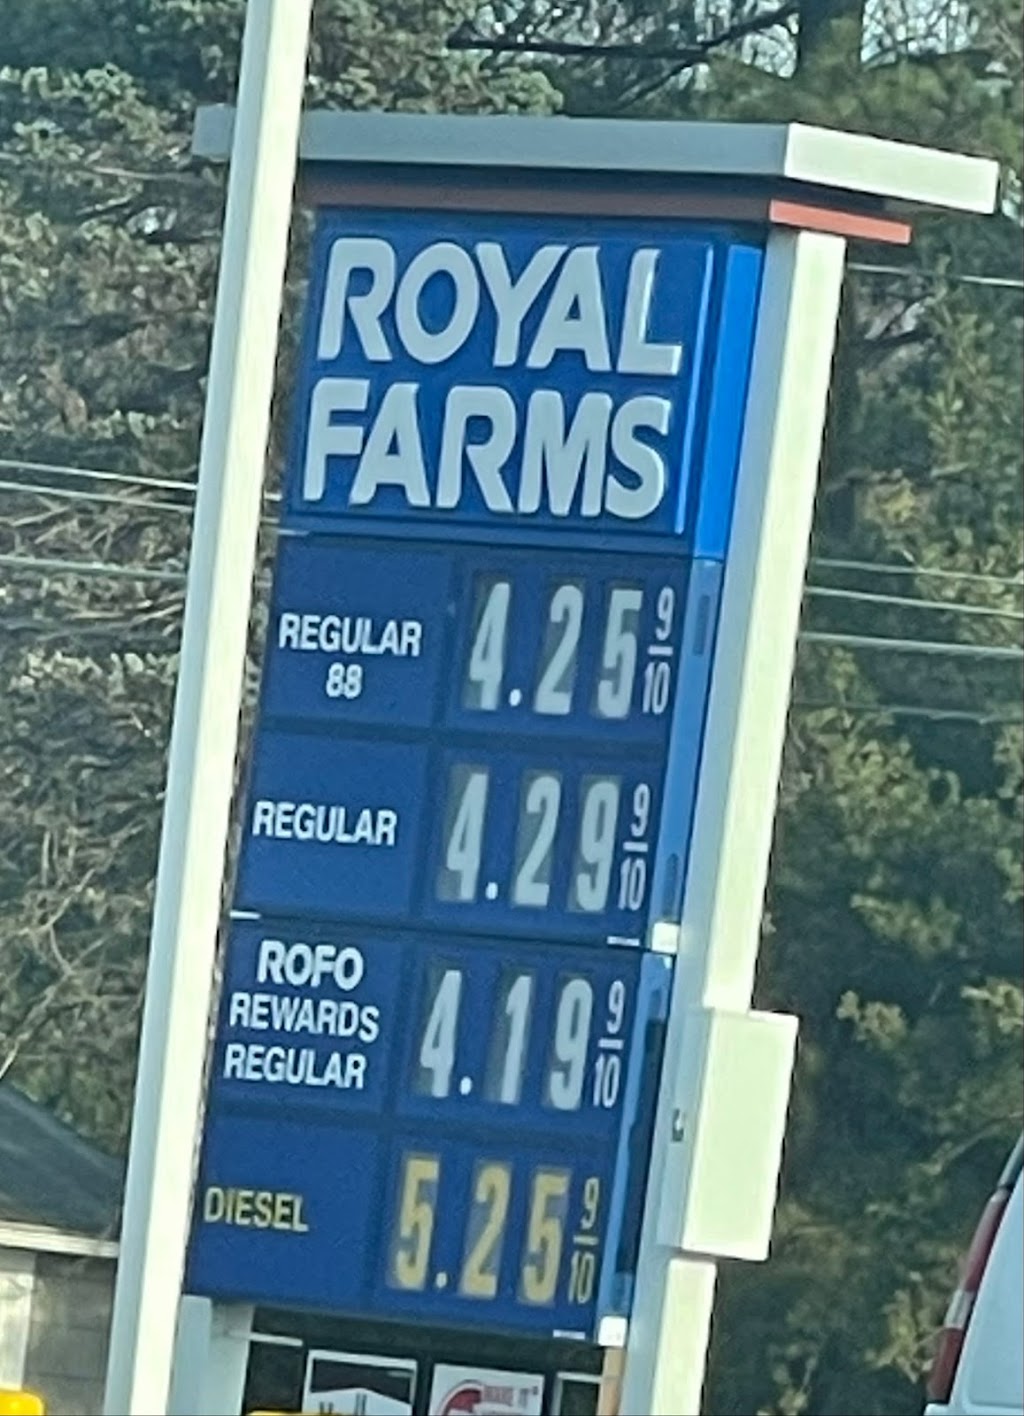 ROYAL
FARMS
REGULAR
88
4.25 9/10
REGULAR
4.29 9/10
ROFO
REWARDS
REGULAR
4.19 9/10
DIESEL
5.25 9/10